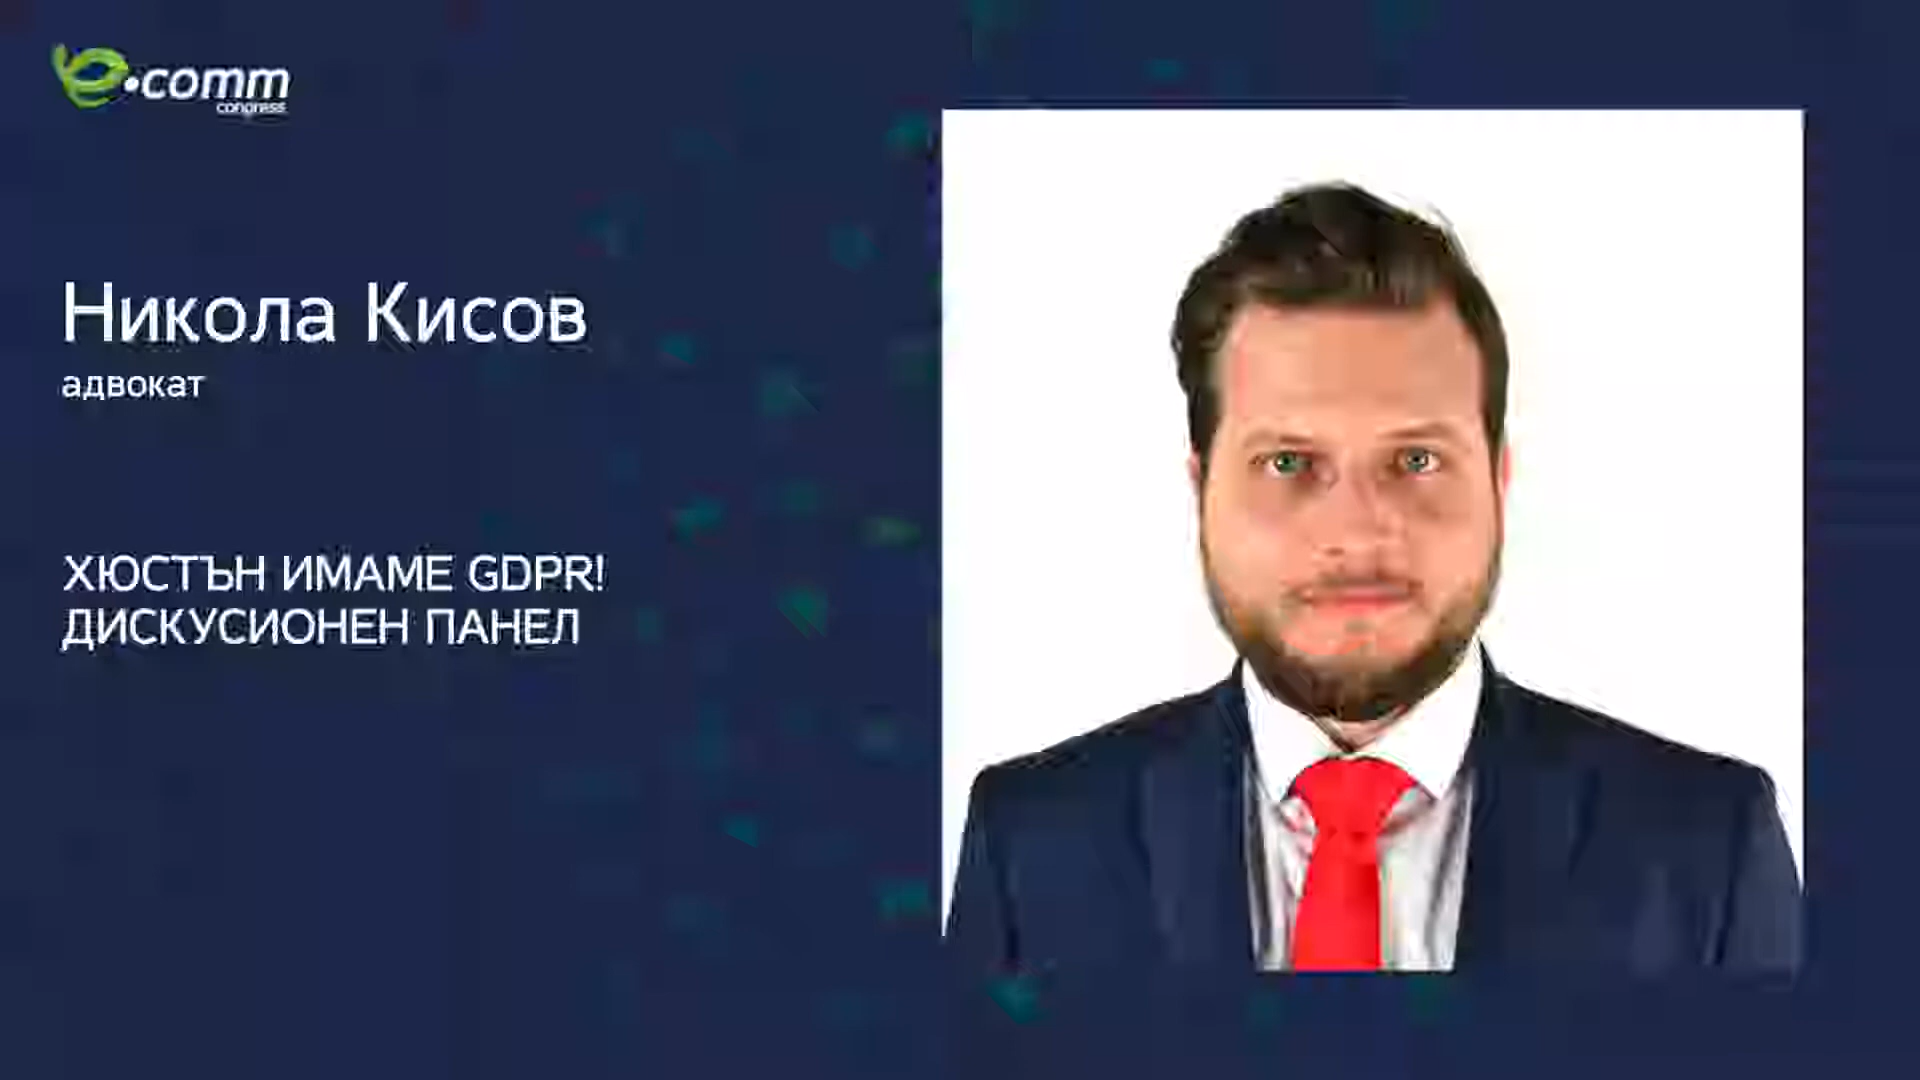 e.comm
congress
Никола Кисов
адвокат
ХЮСТЪН ИМАМЕ GDPR!
ДИСКУСИОНЕН ПАНЕЛ